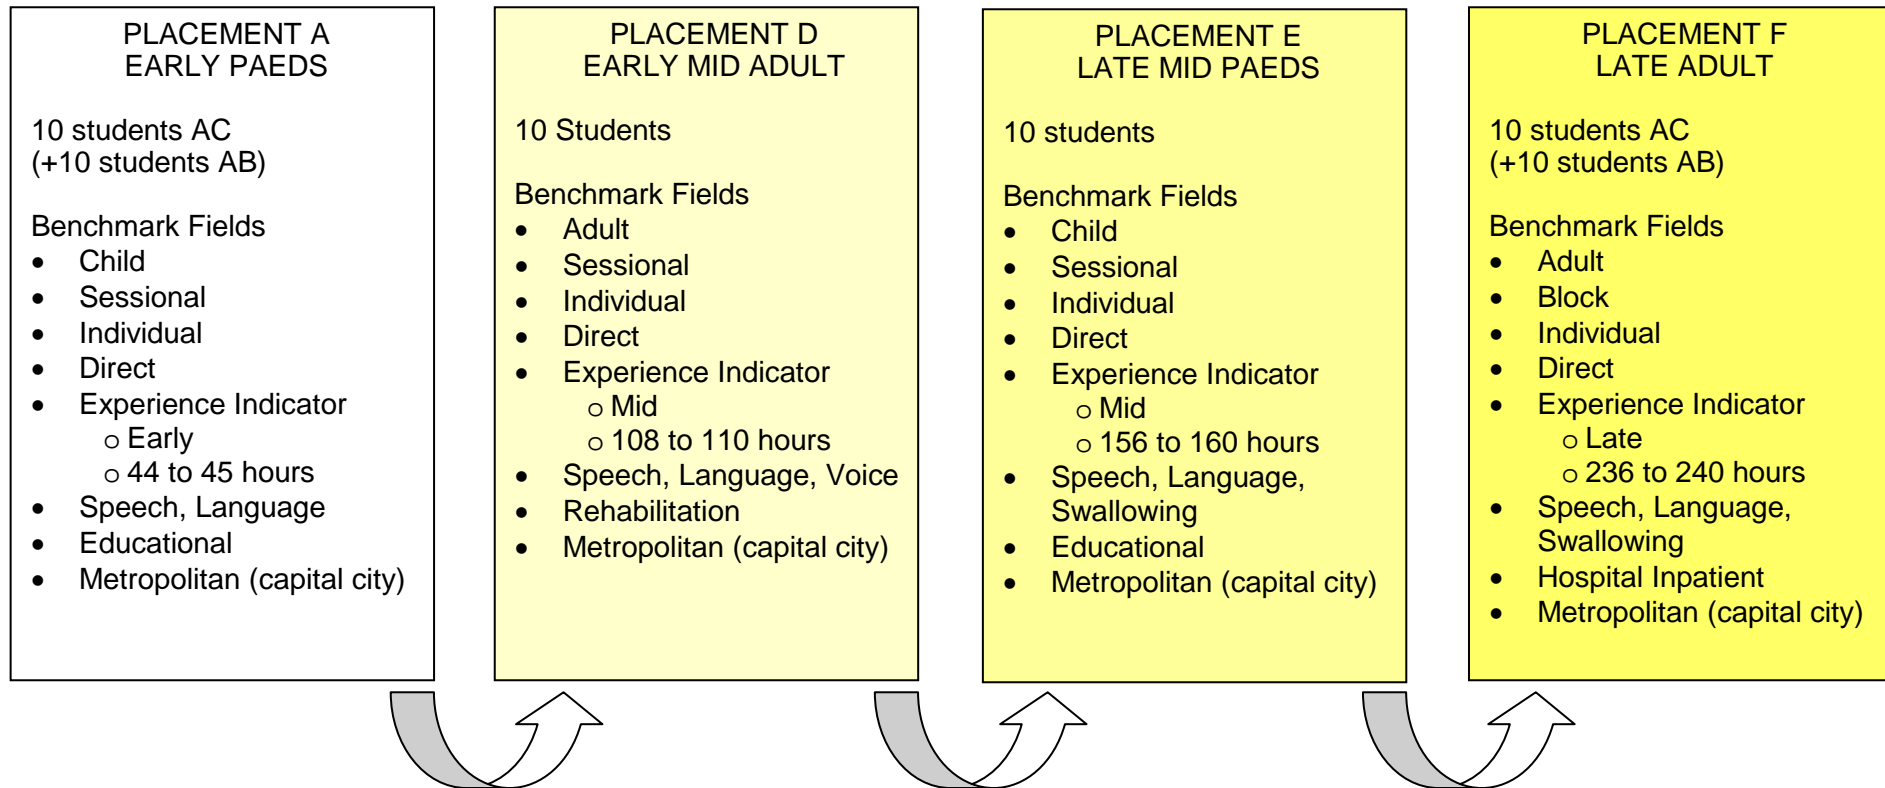 PLACEMENT A
EARLY PAEDS
10 students AC
(+10 students AB)
Benchmark Fields
• Child
• Sessional
• Individual
• Direct
• Experience Indicator
o Early
o 44 to 45 hours
• Speech, Language
• Educational
• Metropolitan (capital city)
PLACEMENT D
EARLY MID ADULT
10 Students
Benchmark Fields
• Adult
• Sessional
• Individual
• Direct
• Experience Indicator
o Mid
o 108 to 110 hours
• Speech, Language, Voice
• Rehabilitation
• Metropolitan (capital city)
PLACEMENT E
LATE MID PAEDS
10 students
Benchmark Fields
• Child
• Sessional
• Individual
• Direct
• Experience Indicator
o Mid
o 156 to 160 hours
• Speech, Language,
Swallowing
• Educational
• Metropolitan (capital city)
PLACEMENT F
LATE ADULT
10 students AC
(+10 students AB)
Benchmark Fields
• Adult
• Block
• Individual
• Direct
• Experience Indicator
o Late
o 236 to 240 hours
• Speech, Language,
Swallowing
• Hospital Inpatient
• Metropolitan (capital city)